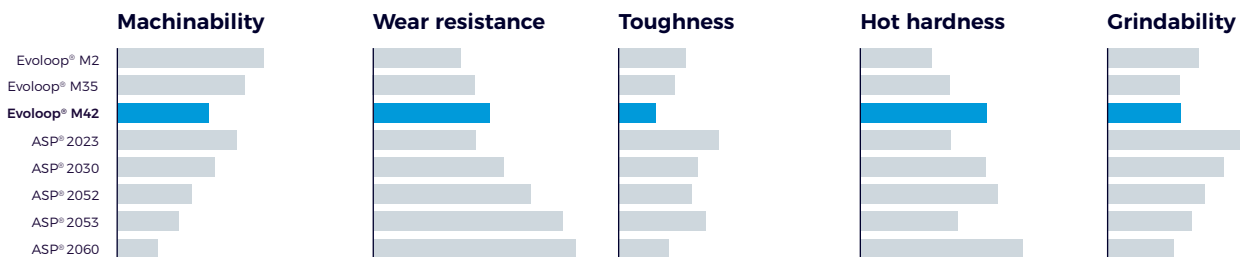 Machinability
Wear resistance
Toughness
Hot hardness
Grindability
Evoloop® M2
Evoloop® M35
Evoloop® M42
ASP® 2023
ASP® 2030
ASP® 2052
ASP® 2053
ASP® 2060